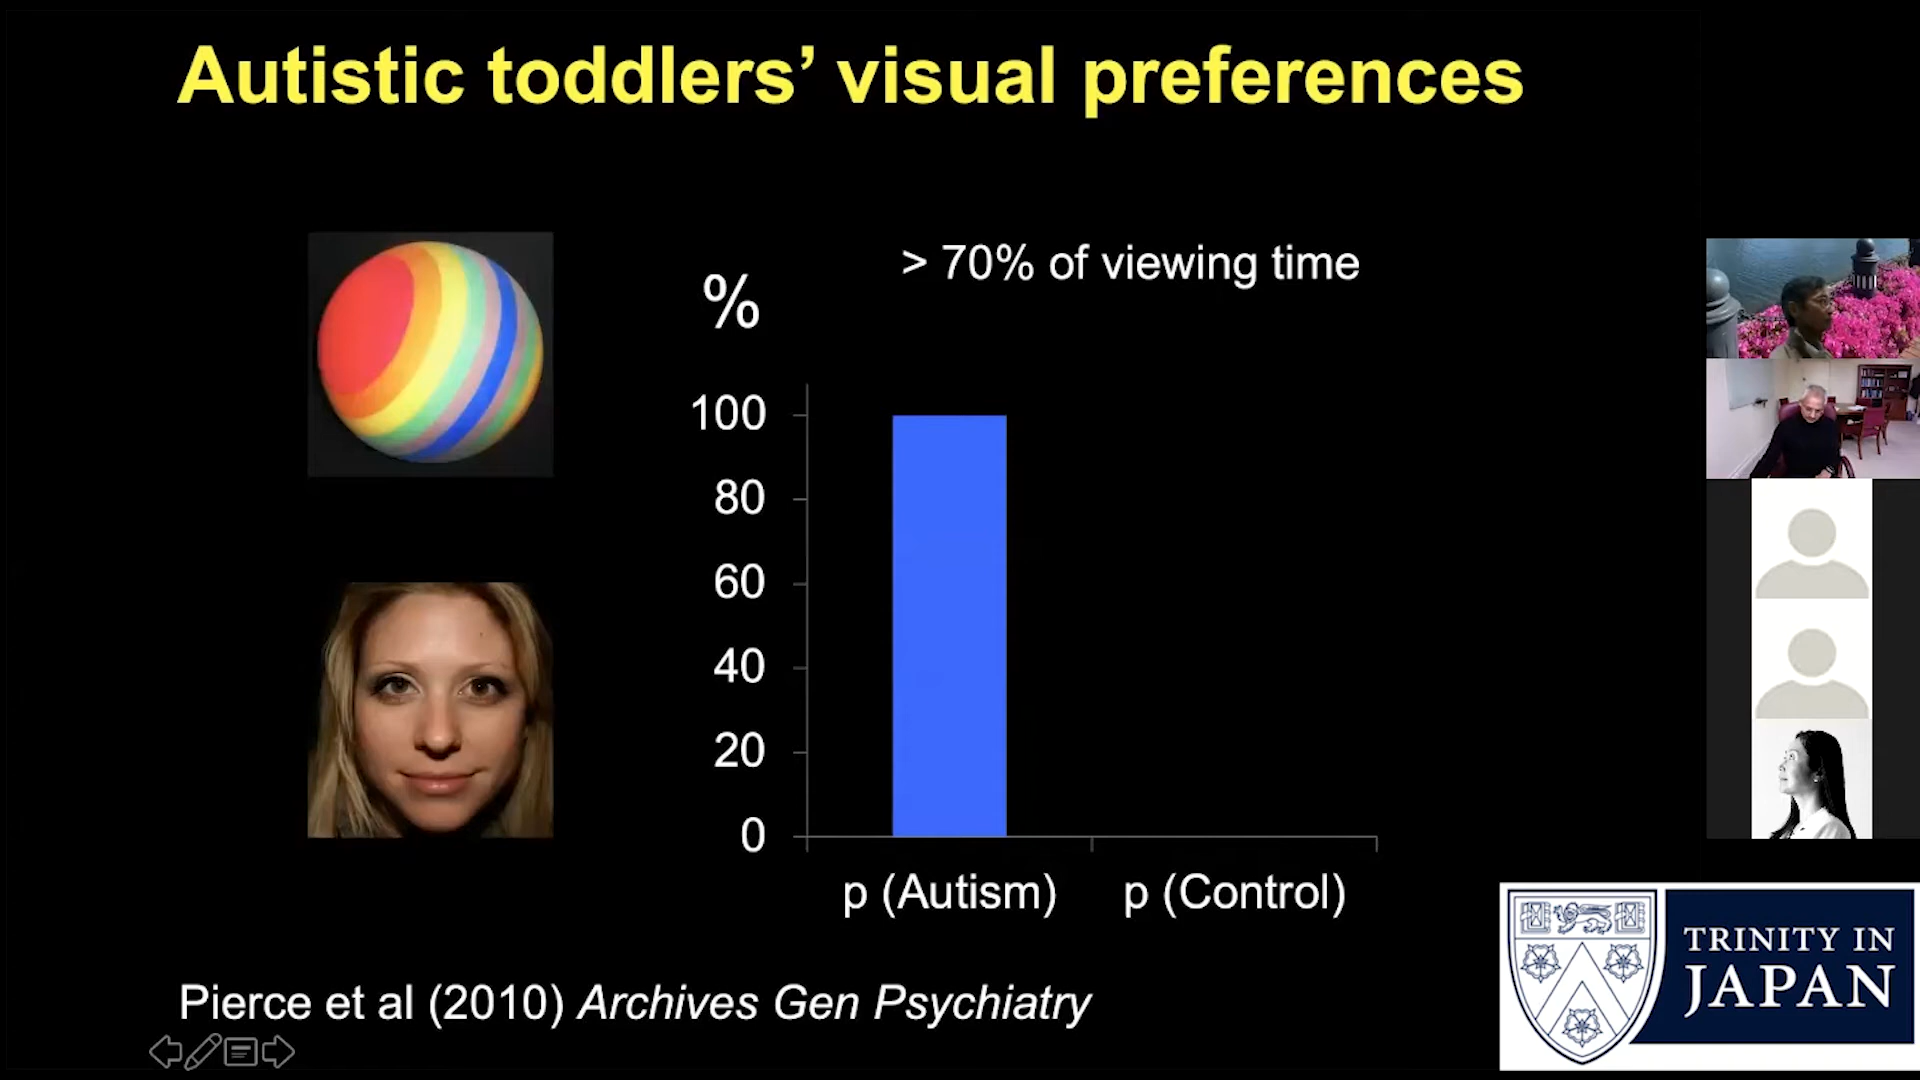 Autistic toddlers’ visual preferences
> 70% of viewing time
%
100
80
60
40
20
0
p (Autism)
p (Control)
Pierce et al (2010) Archives Gen Psychiatry
TRINITY IN
JAPAN